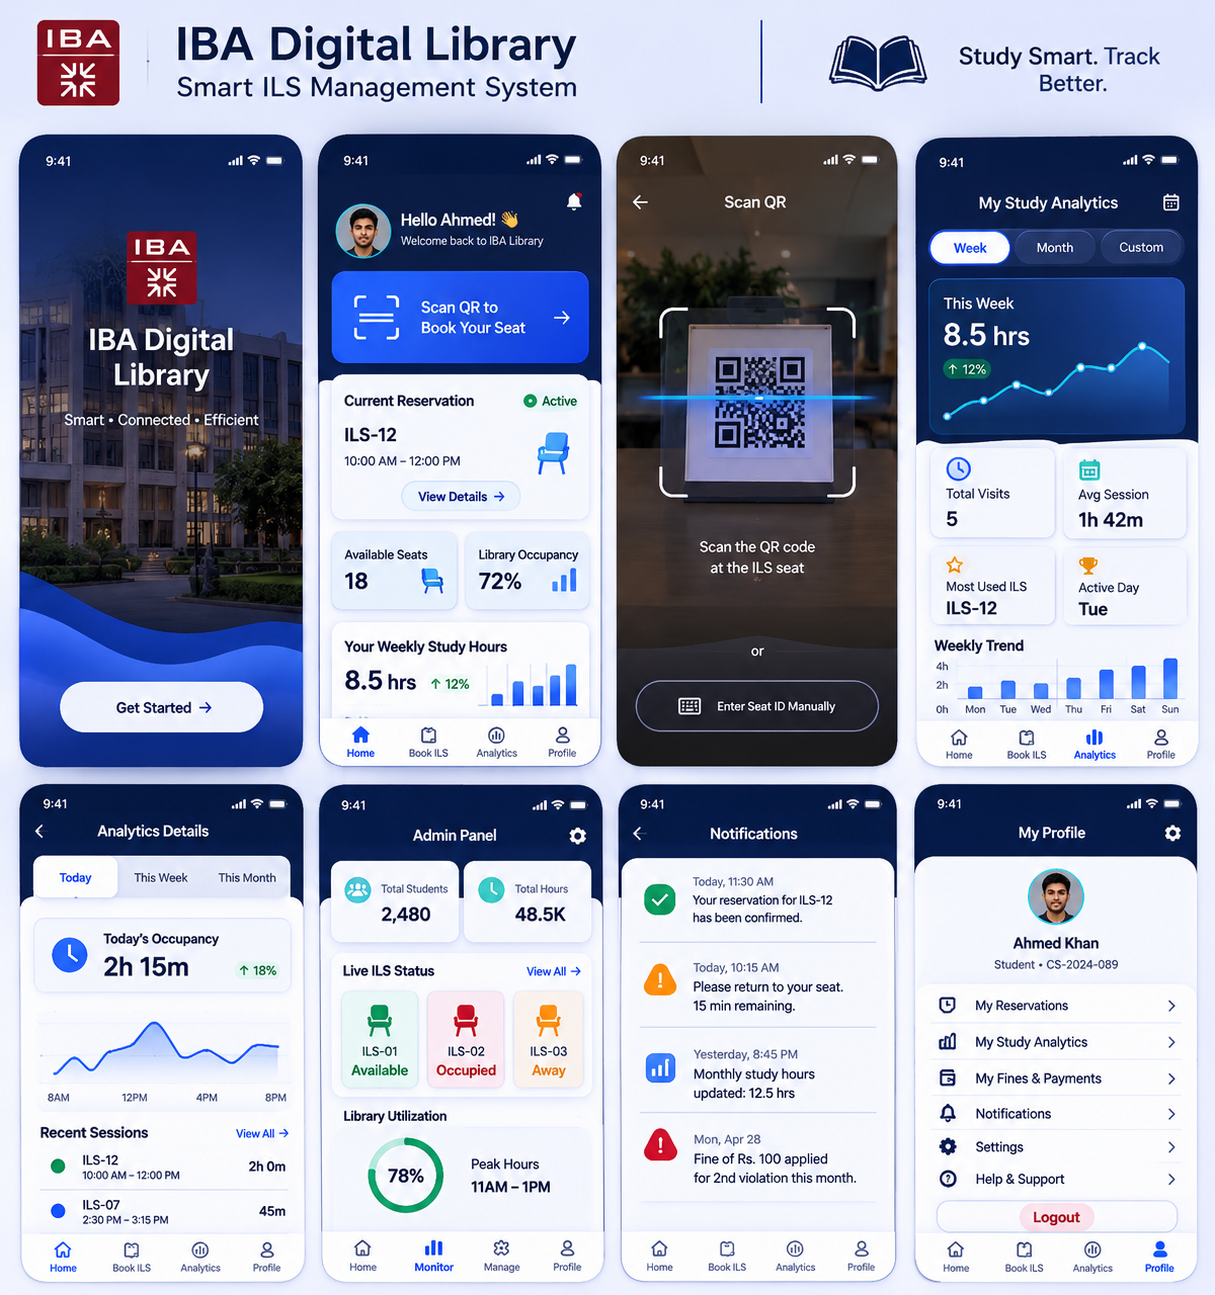 IBA
IBA Digital Library
Smart ILS Management System
Study Smart. Track
Better.
9:41
IBA
IBA Digital
Library
Smart • Connected • Efficient
Get Started →
9:41
Hello Ahmed! 👋
Welcome back to IBA Library
Scan QR to
Book Your Seat →
Current Reservation
Active
ILS-12
10:00 AM – 12:00 PM
View Details →
Available Seats
18
Library Occupancy
72%
Your Weekly Study Hours
8.5 hrs ↑ 12%
Home
Book ILS
Analytics
Profile
9:41
Scan QR
Scan the QR code
at the ILS seat
or
Enter Seat ID Manually
9:41
My Study Analytics
Week
Month
Custom
This Week
8.5 hrs
↑ 12%
Total Visits
5
Avg Session
1h 42m
Most Used ILS
ILS-12
Active Day
Tue
Weekly Trend
4h
2h
0h
Mon Tue Wed Thu Fri Sat Sun
Home
Book ILS
Analytics
Profile
9:41
Analytics Details
Today
This Week
This Month
Today's Occupancy
2h 15m ↑ 18%
8AM 12PM 4PM 8PM
Recent Sessions
View All →
ILS-12
10:00 AM – 12:00 PM
2h 0m
ILS-07
2:30 PM – 3:15 PM
45m
Home
Book ILS
Analytics
Profile
9:41
Admin Panel
Total Students
2,480
Total Hours
48.5K
Live ILS Status
View All →
ILS-01
Available
ILS-02
Occupied
ILS-03
Away
Library Utilization
78%
Peak Hours
11AM – 1PM
Home
Monitor
Manage
Profile
9:41
Notifications
Today, 11:30 AM
Your reservation for ILS-12
has been confirmed.
Today, 10:15 AM
Please return to your seat.
15 min remaining.
Yesterday, 8:45 PM
Monthly study hours
updated: 12.5 hrs
Mon, Apr 28
Fine of Rs. 100 applied
for 2nd violation this month.
Home
Book ILS
Analytics
Profile
9:41
My Profile
Ahmed Khan
Student • CS-2024-089
My Reservations
My Study Analytics
My Fines & Payments
Notifications
Settings
Help & Support
Logout
Home
Book ILS
Analytics
Profile